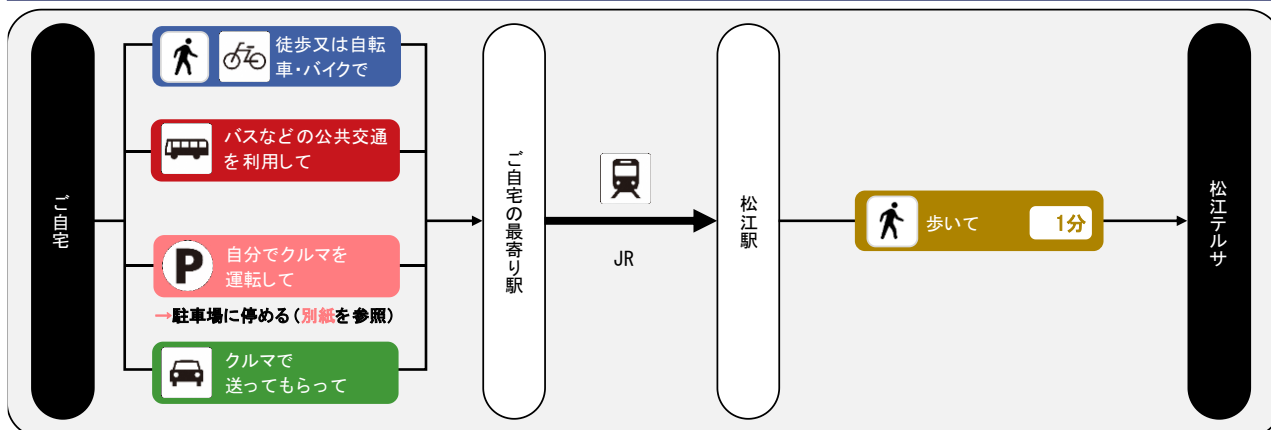 ご自宅
徒歩又は自転
車・バイクで
バスなどの公共交通
を利用して
P
自分でクルマを
運転して
→駐車場に停める(別紙を参照)
クルマで
送ってもらって
ご自宅の最寄り駅
JR
松江駅
歩いて
1分
松江テルサ